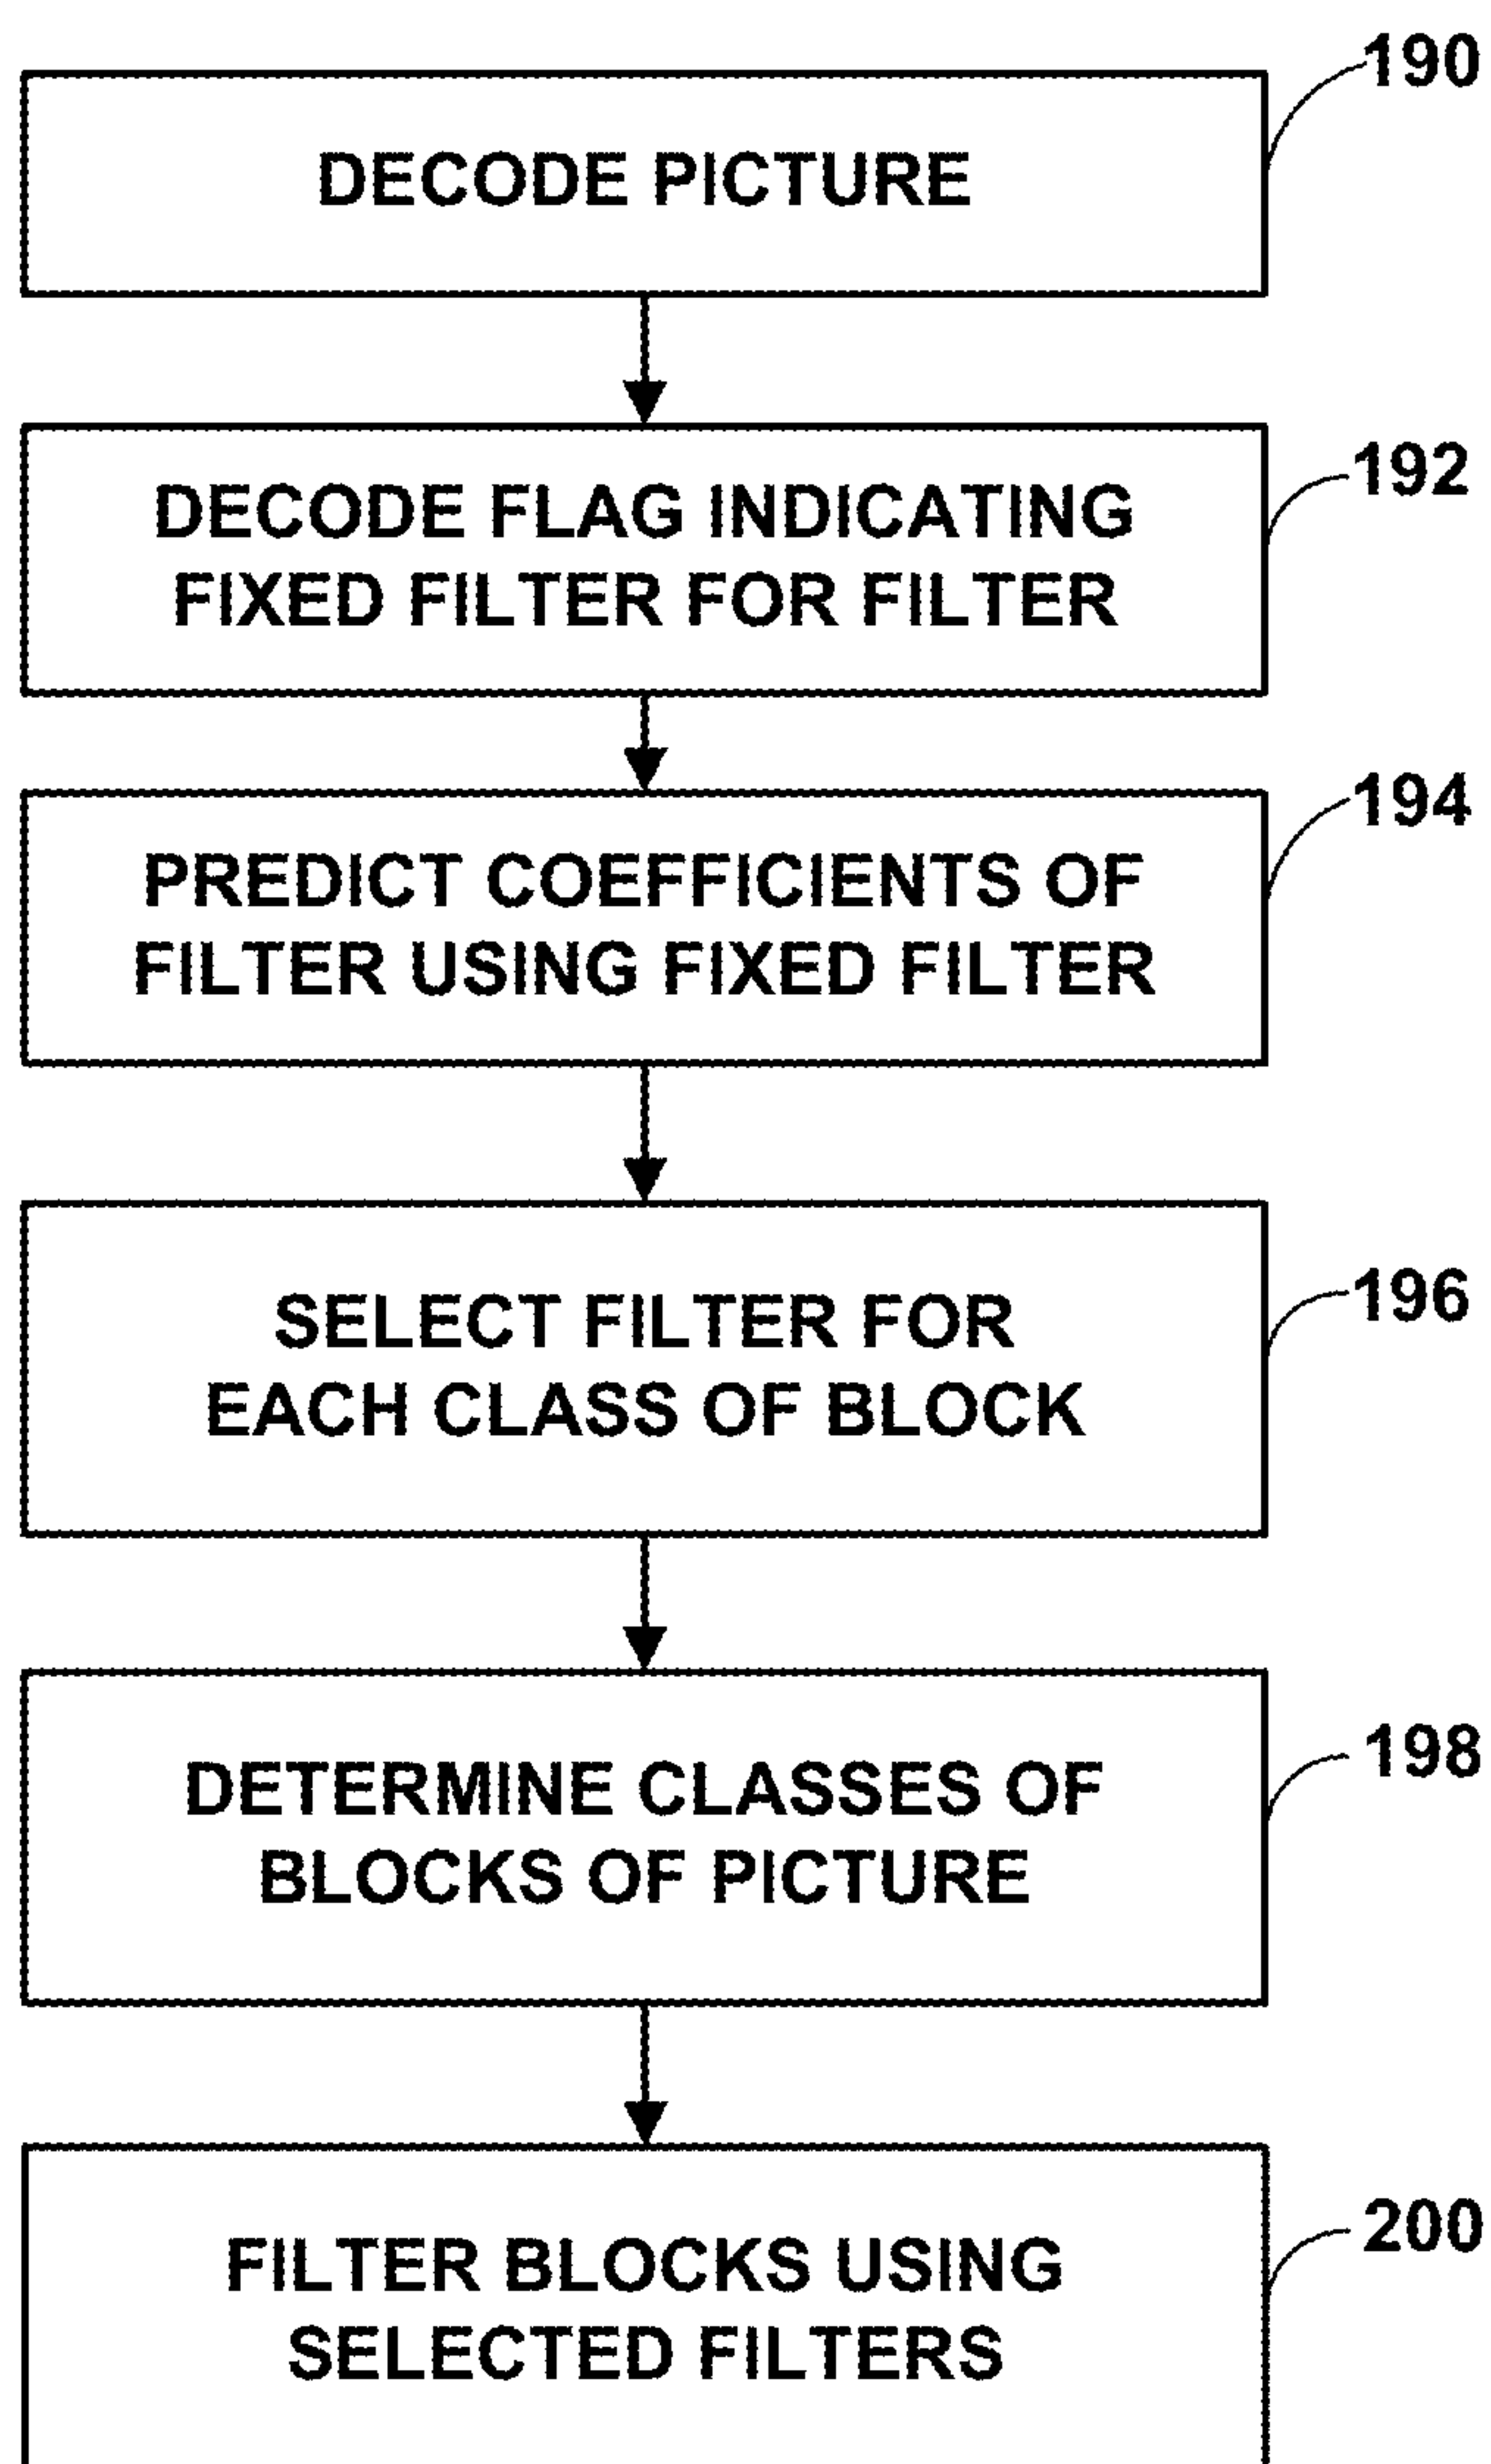 190
DECODE PICTURE
192
DECODE FLAG INDICATING
FIXED FILTER FOR FILTER
194
PREDICT COEFFICIENTS OF
FILTER USING FIXED FILTER
196
SELECT FILTER FOR
EACH CLASS OF BLOCK
198
DETERMINE CLASSES OF
BLOCKS OF PICTURE
200
FILTER BLOCKS USING
SELECTED FILTERS